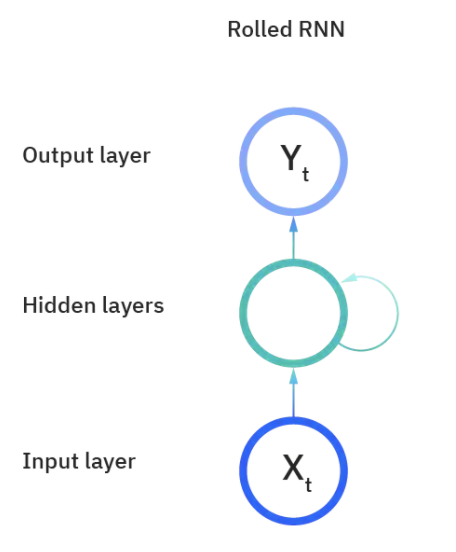 Rolled RNN
Output layer
Yt
Hidden layers
Input layer
Xt